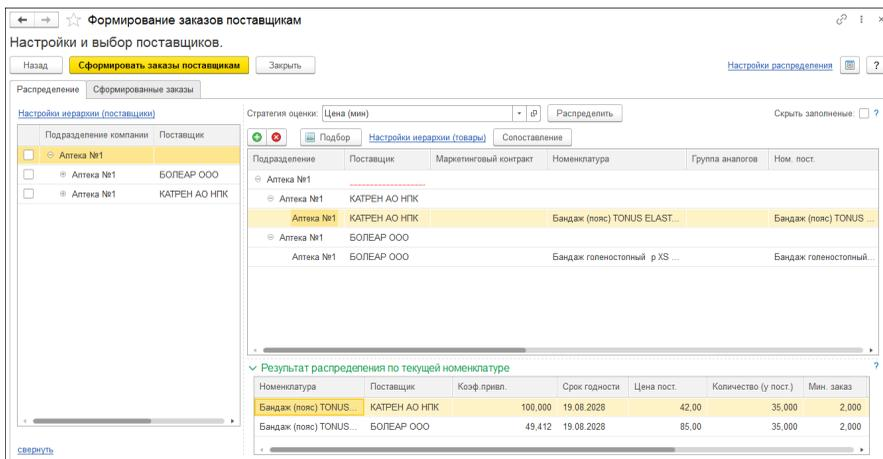 Формирование заказов поставщикам
Настройки и выбор поставщиков.
Назад Сформировать заказы поставщикам Закрыть Настройки распределения ?
Распределение Сформированные заказы
Настройки иерархии (поставщики) Стратегия оценки: Цена (мин) Распределить Скрыть заполненые: ?
Подбор Настройки иерархии (товары) Сопоставление
Подразделение компании Поставщик
Аптека №1
Аптека №1 БОЛЕАР ООО
Аптека №1 КАТРЕН АО НПК
Подразделение Поставщик Маркетинговый контракт Номенклатура Группа аналогов Ном. пост.
Аптека №1
Аптека №1 КАТРЕН АО НПК
Аптека №1 КАТРЕН АО НПК Бандаж (пояс) TONUS ELAST... Бандаж (пояс) TONUS ...
Аптека №1 БОЛЕАР ООО
Аптека №1 БОЛЕАР ООО Бандаж голеностопный р XS ... Бандаж голеностопный...
Результат распределения по текущей номенклатуре ?
Номенклатура Поставщик Коэф.привл. Срок годности Цена пост. Количество (у пост.) Мин. заказ
Бандаж (пояс) TONUS... КАТРЕН АО НПК 100,000 19.08.2028 42,00 35,000 2,000
Бандаж (пояс) TONUS... БОЛЕАР ООО 49,412 19.08.2028 85,00 35,000 2,000
свернуть